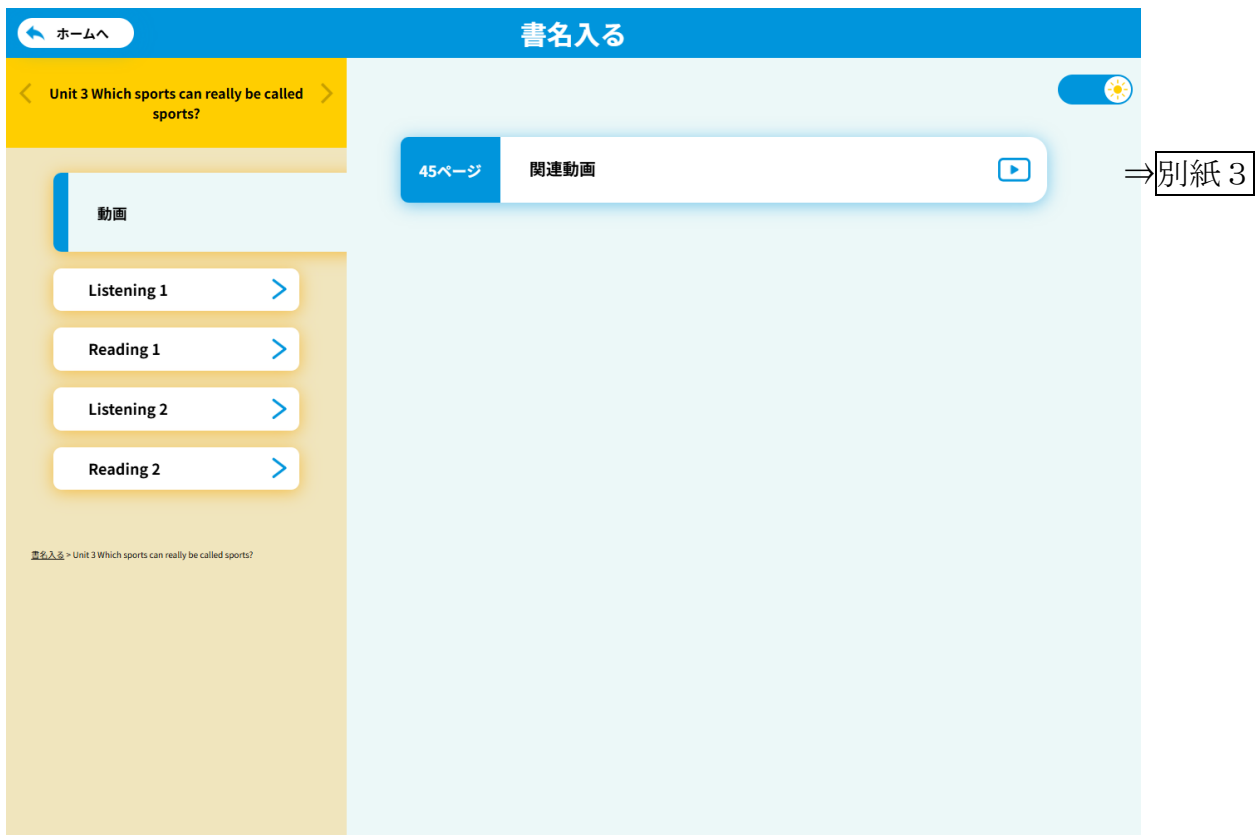 ホームへ
書名入る
Unit 3 Which sports can really be called
sports?
動画
Listening 1
Reading 1
Listening 2
Reading 2
書名入る > Unit 3 Which sports can really be called sports?
45ページ
関連動画
⇒別紙３